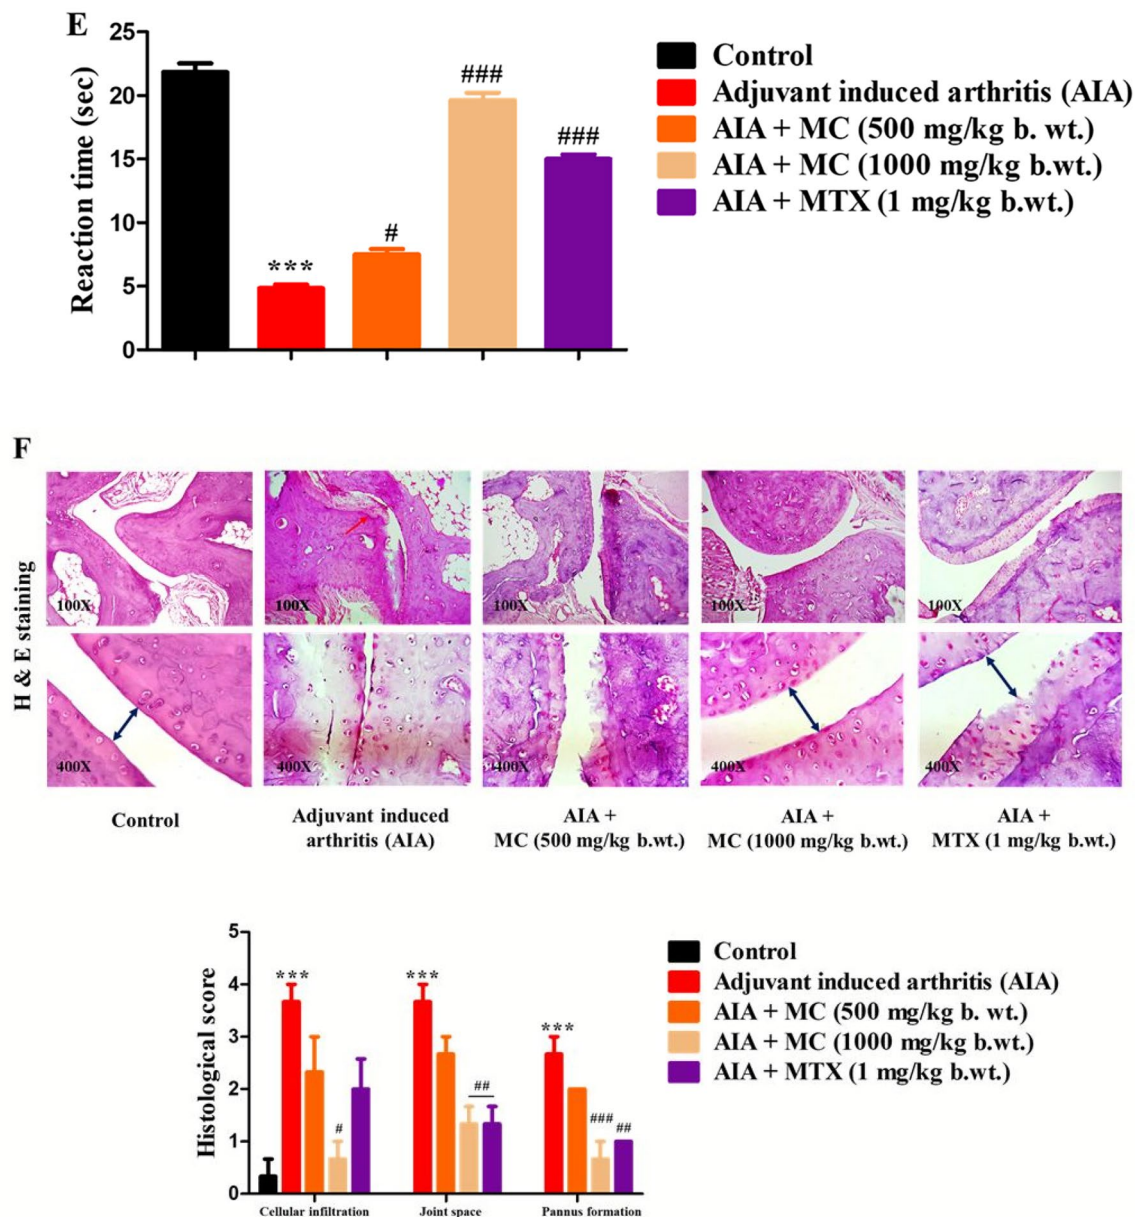 E
25
20
15
10
5
0
Reaction time (sec)
***
#
###
###
Control
Adjuvant induced arthritis (AIA)
AIA + MC (500 mg/kg b. wt.)
AIA + MC (1000 mg/kg b.wt.)
AIA + MTX (1 mg/kg b.wt.)
F
H & E staining
100X
100X
100X
100X
100X
400X
400X
400X
400X
400X
Control
Adjuvant induced
arthritis (AIA)
AIA +
MC (500 mg/kg b.wt.)
AIA +
MC (1000 mg/kg b.wt.)
AIA +
MTX (1 mg/kg b.wt.)
5
4
3
2
1
0
Histological score
***
#
***
##
***
###
##
Cellular infiltration
Joint space
Pannus formation
Control
Adjuvant induced arthritis (AIA)
AIA + MC (500 mg/kg b. wt.)
AIA + MC (1000 mg/kg b.wt.)
AIA + MTX (1 mg/kg b.wt.)